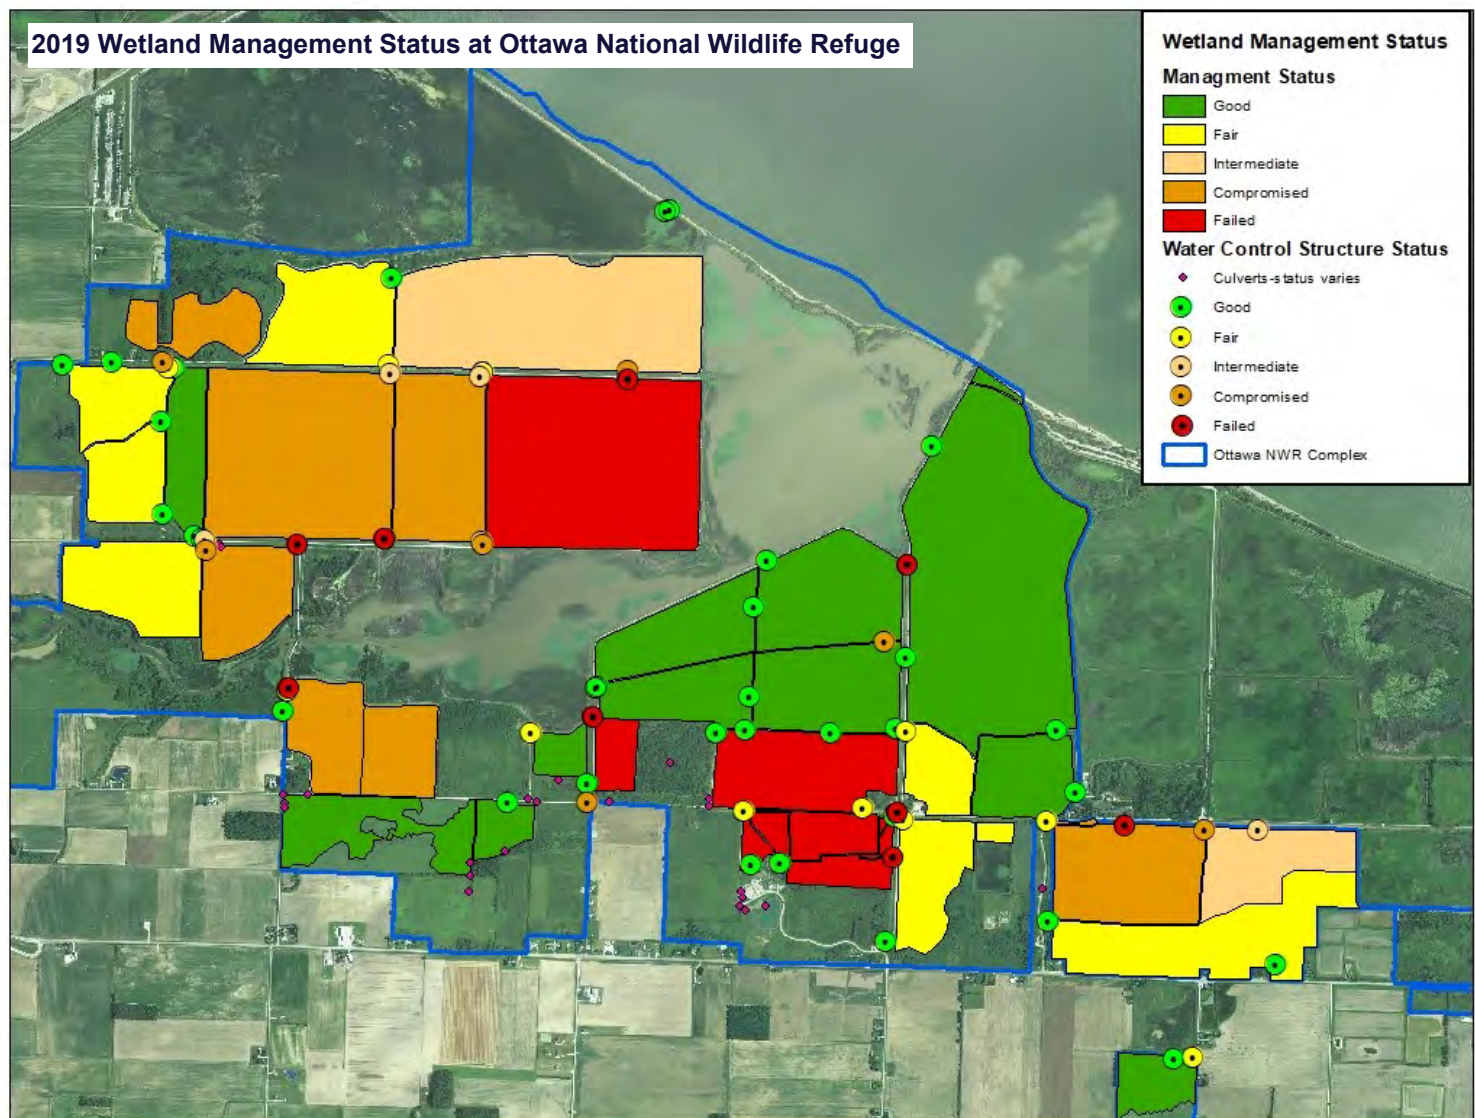 2019 Wetland Management Status at Ottawa National Wildlife Refuge
Wetland Management Status
Managment Status
Good
Fair
Intermediate
Compromised
Failed
Water Control Structure Status
Culverts-status varies
Good
Fair
Intermediate
Compromised
Failed
Ottawa NWR Complex